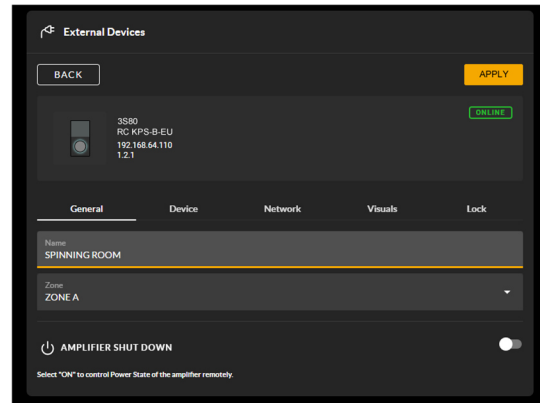 External Devices
BACK
APPLY
3S80
RC KPS-B-EU
192.168.64.110
1.2.1
ONLINE
General Device Network Visuals Lock
Name
SPINNING ROOM
Zone
ZONE A
AMPLIFIER SHUT DOWN
Select "ON" to control Power State of the amplifier remotely.